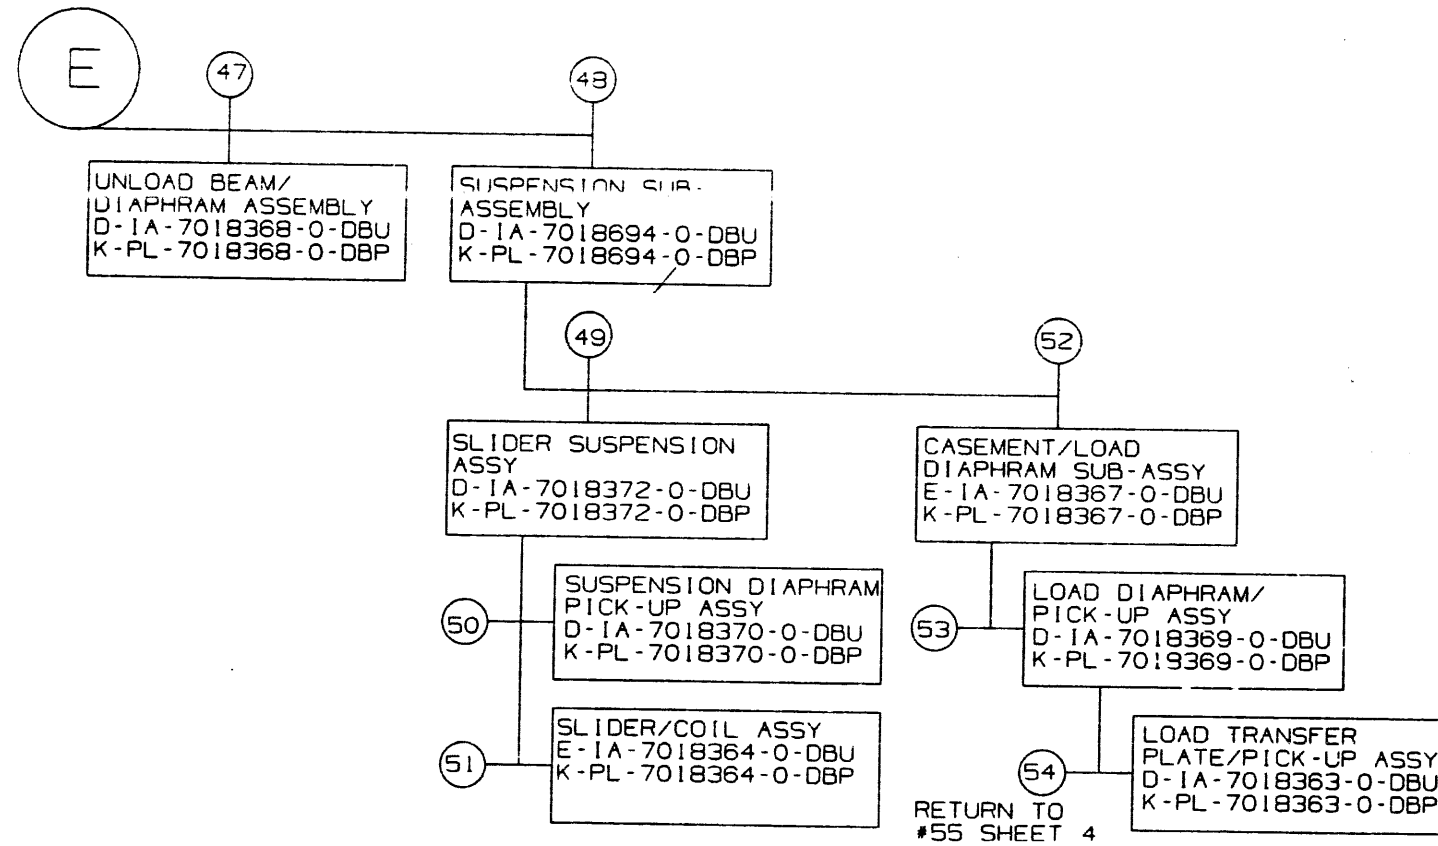 E
47
48
UNLOAD BEAM/
DIAPHRAM ASSEMBLY
D-IA-7018368-0-DBU
K-PL-7018368-0-DBP
SUSPENSION SUB-
ASSEMBLY
D-IA-7018694-0-DBU
K-PL-7018694-0-DBP
49
52
SLIDER SUSPENSION
ASSY
D-IA-7018372-0-DBU
K-PL-7018372-0-DBP
CASEMENT/LOAD
DIAPHRAM SUB-ASSY
E-IA-7018367-0-DBU
K-PL-7018367-0-DBP
50
SUSPENSION DIAPHRAM
PICK-UP ASSY
D-IA-7018370-0-DBU
K-PL-7018370-0-DBP
53
LOAD DIAPHRAM/
PICK-UP ASSY
D-IA-7018369-0-DBU
K-PL-7018369-0-DBP
51
SLIDER/COIL ASSY
E-IA-7018364-0-DBU
K-PL-7018364-0-DBP
54
LOAD TRANSFER
PLATE/PICK-UP ASSY
D-IA-7018363-0-DBU
K-PL-7018363-0-DBP
RETURN TO
#55 SHEET 4